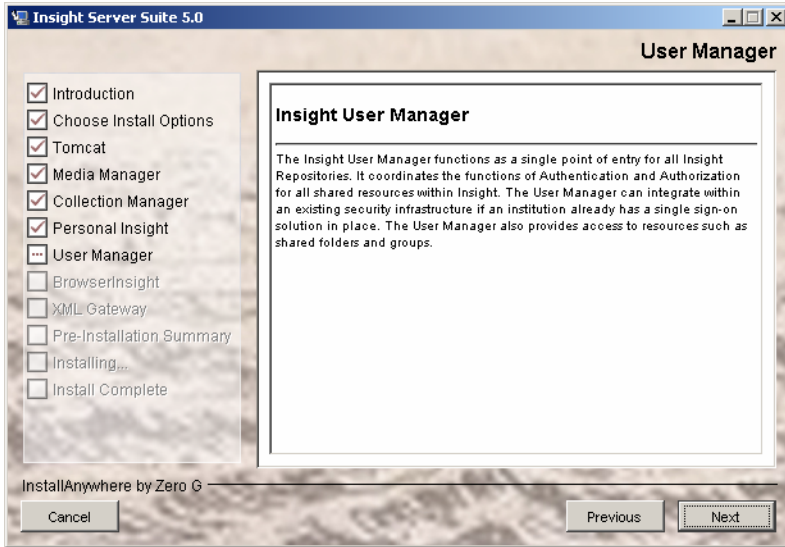 Insight Server Suite 5.0
User Manager
Introduction
Choose Install Options
Tomcat
Media Manager
Collection Manager
Personal Insight
User Manager
BrowserInsight
XML Gateway
Pre-Installation Summary
Installing...
Install Complete
Insight User Manager
The Insight User Manager functions as a single point of entry for all Insight
Repositories. It coordinates the functions of Authentication and Authorization
for all shared resources within Insight. The User Manager can integrate within
an existing security infrastructure if an institution already has a single sign-on
solution in place. The User Manager also provides access to resources such as
shared folders and groups.
InstallAnywhere by Zero G
Cancel
Previous
Next